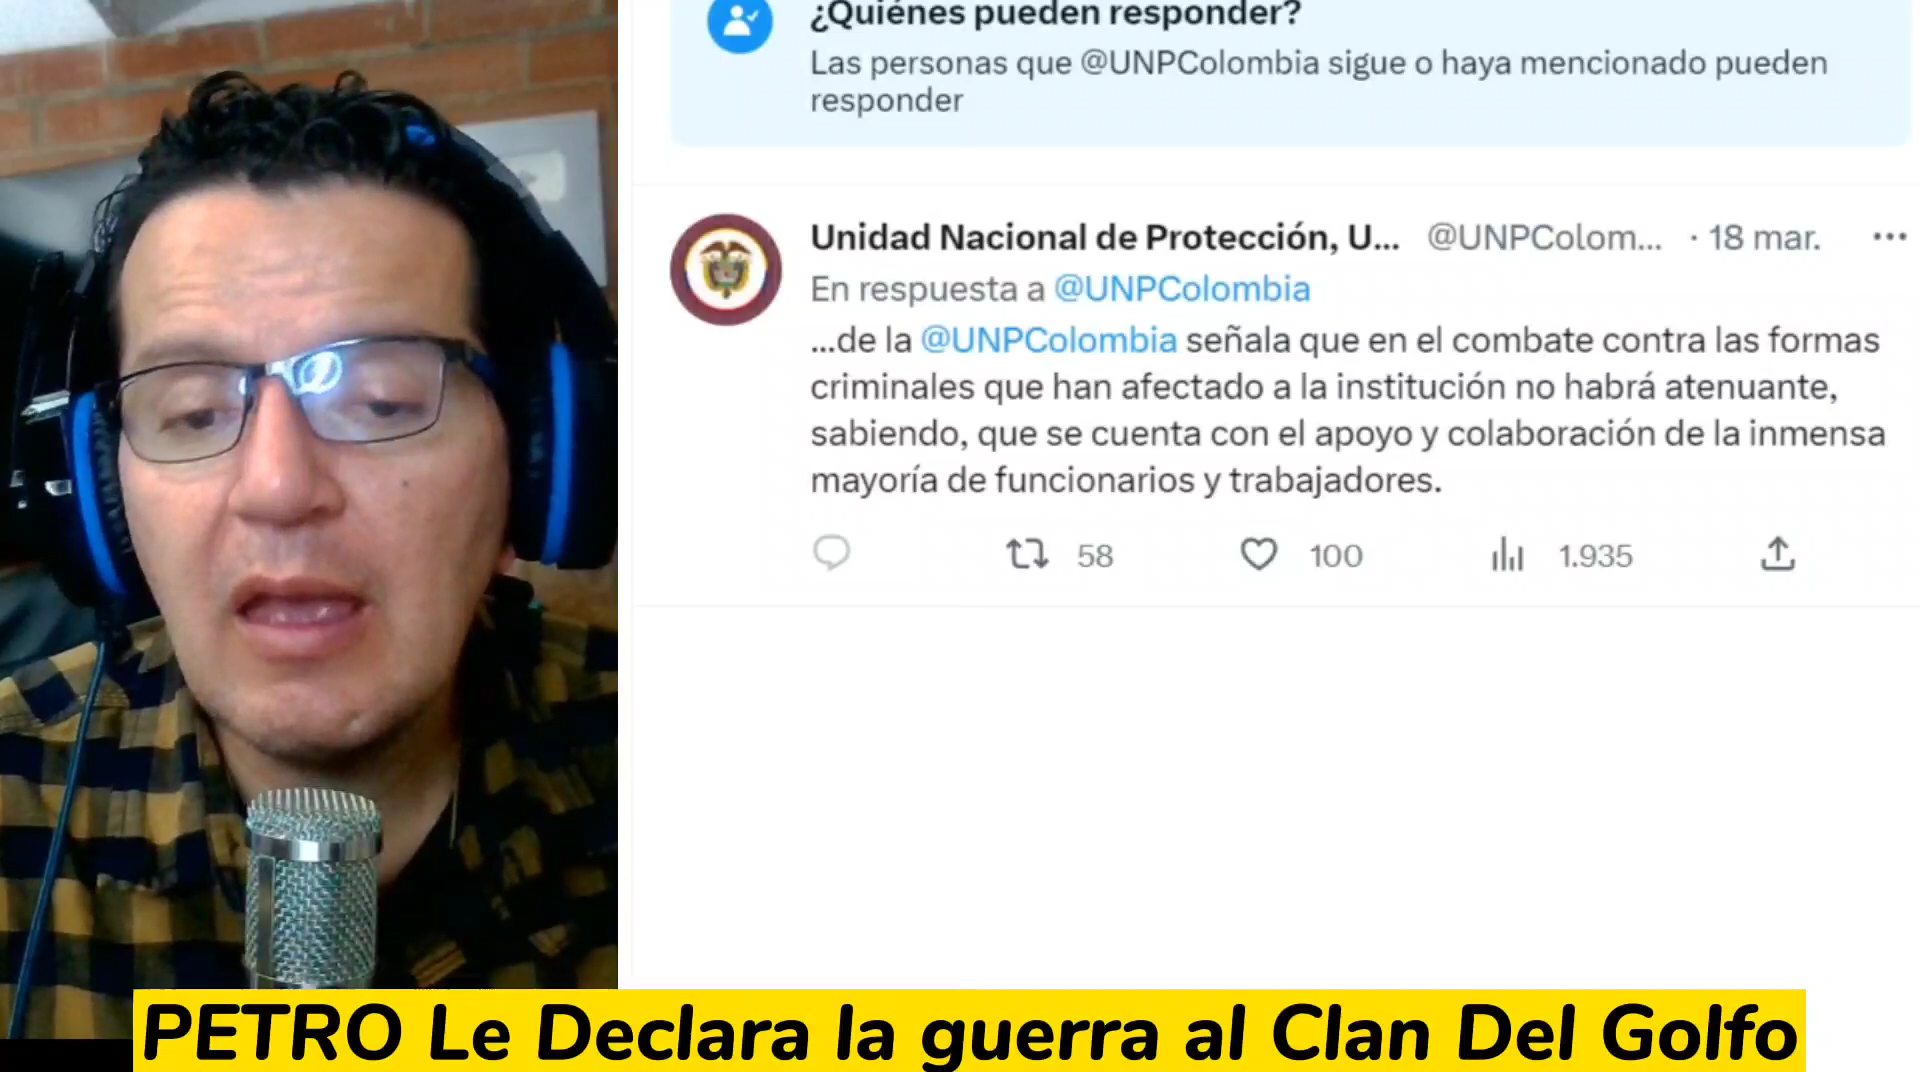 ¿Quiénes pueden responder?
Las personas que @UNPColombia sigue o haya mencionado pueden
responder
Unidad Nacional de Protección, U... @UNPColom... · 18 mar.
En respuesta a @UNPColombia
...de la @UNPColombia señala que en el combate contra las formas
criminales que han afectado a la institución no habrá atenuante,
sabiendo, que se cuenta con el apoyo y colaboración de la inmensa
mayoría de funcionarios y trabajadores.
58 100 1.935
PETRO Le Declara la guerra al Clan Del Golfo